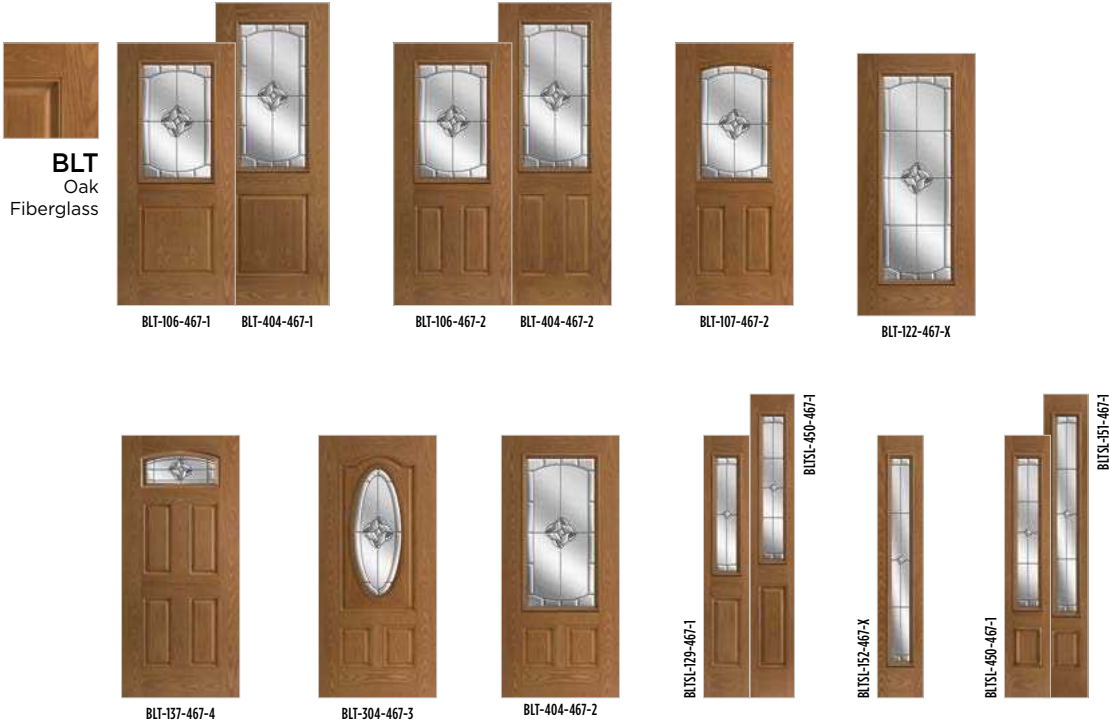 BLT
Oak
Fiberglass
BLT-106-467-1
BLT-404-467-1
BLT-106-467-2
BLT-404-467-2
BLT-107-467-2
BLT-122-467-X
BLT-137-467-4
BLT-304-467-3
BLT-404-467-2
BLTSL-129-467-1
BLTSL-450-467-1
BLTSL-152-467-X
BLTSL-450-467-1
BLTSL-151-467-1